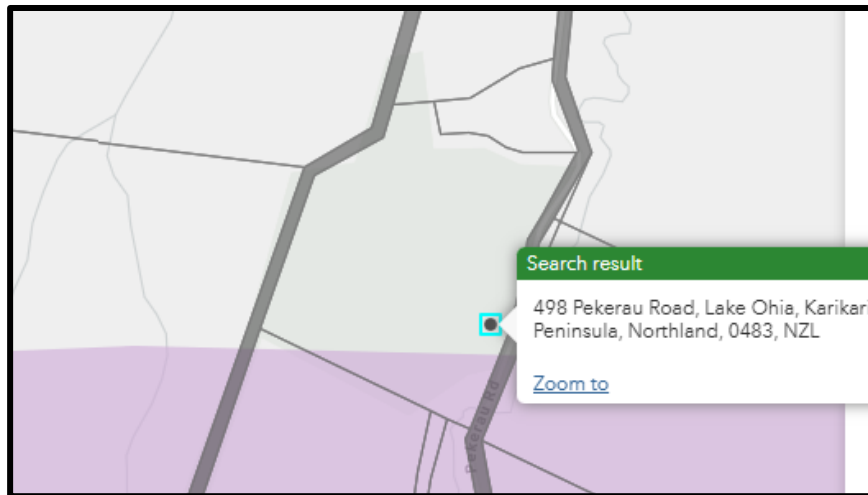 Search result
498 Pekerau Road, Lake Ohia, Karikari
Peninsula, Northland, 0483, NZL
Zoom to
Pekerau Rd